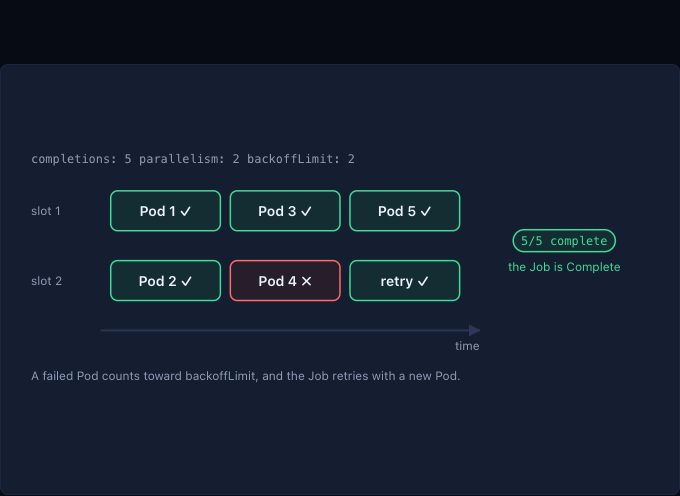 completions: 5 parallelism: 2 backoffLimit: 2
slot 1
Pod 1 ✓
Pod 3 ✓
Pod 5 ✓
5/5 complete
the Job is Complete
slot 2
Pod 2 ✓
Pod 4 ✕
retry ✓
time
A failed Pod counts toward backoffLimit, and the Job retries with a new Pod.